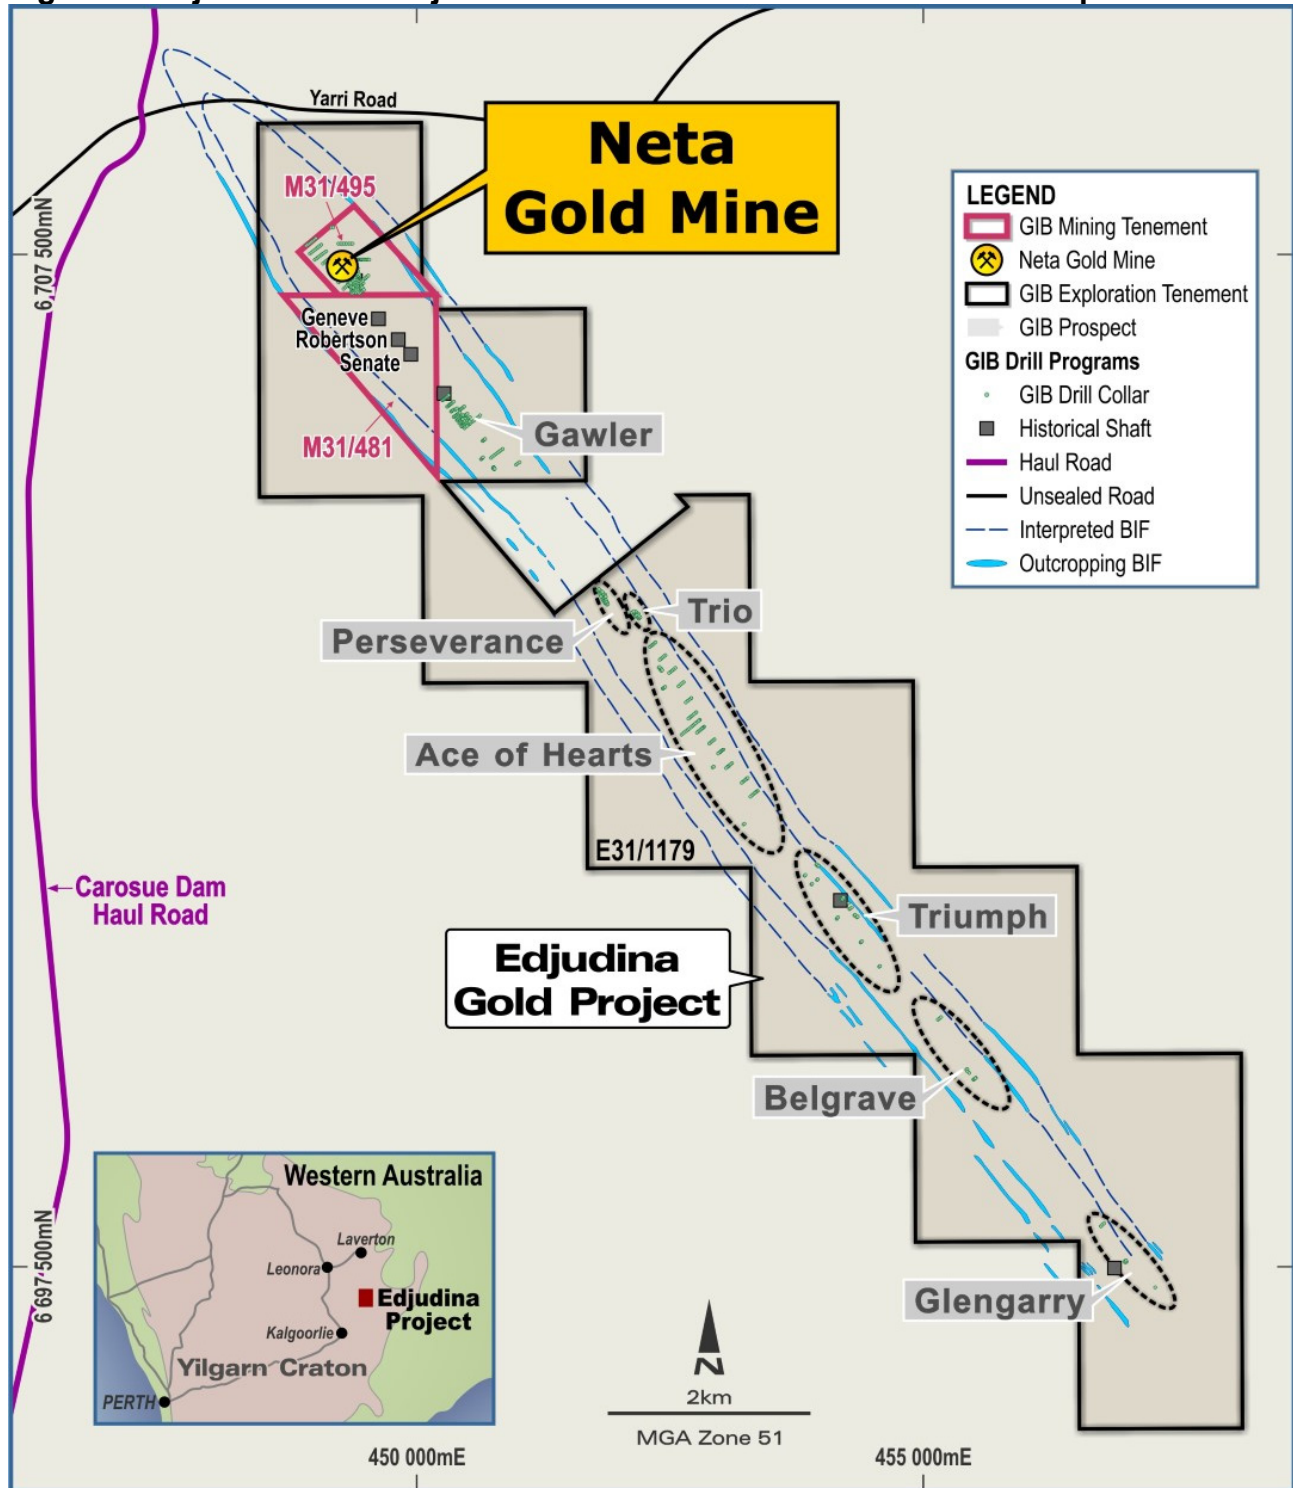 Yarri Road
Neta
Gold Mine
M31/495
6 707 500mN
Geneve
Robertson
Senate
M31/481
Gawler
LEGEND
GIB Mining Tenement
Neta Gold Mine
GIB Exploration Tenement
GIB Prospect
GIB Drill Programs
GIB Drill Collar
Historical Shaft
Haul Road
Unsealed Road
Interpreted BIF
Outcropping BIF
Trio
Perseverance
Ace of Hearts
E31/1179
Carosue Dam
Haul Road
Triumph
Edjudina
Gold Project
Belgrave
Glengarry
6 697 500mN
Western Australia
Laverton
Leonora
Edjudina
Project
Kalgoorlie
Yilgarn Craton
PERTH
N
2km
MGA Zone 51
450 000mE
455 000mE